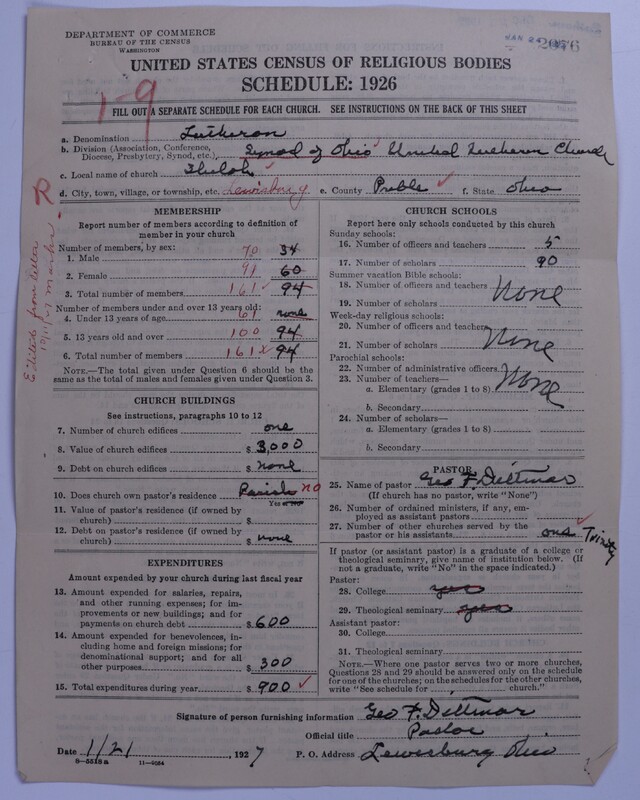 DEPARTMENT OF COMMERCE
BUREAU OF THE CENSUS
WASHINGTON
JAN 24
2076
UNITED STATES CENSUS OF RELIGIOUS BODIES
SCHEDULE: 1926
1-9
FILL OUT A SEPARATE SCHEDULE FOR EACH CHURCH. SEE INSTRUCTIONS ON THE BACK OF THIS SHEET
a. Denomination Lutheran
b. Division (Association, Conference, Diocese, Presbytery, Synod, etc.) Synod of Ohio United Lutheran Church
c. Local name of church Shiloh
d. City, town, village, or township, etc. Lewisburg e. County Preble f. State Ohio
R
Edited from letter 10/11/27 Marker
MEMBERSHIP
Report number of members according to definition of
member in your church
Number of members, by sex:
1. Male 70 34
2. Female 91 60
3. Total number of members 161 94
Number of members under and over 13 years old:
4. Under 13 years of age 61 none
5. 13 years old and over 100 94
6. Total number of members 161 x 94
NOTE.—The total given under Question 6 should be
the same as the total of males and females given under Question 3.
CHURCH BUILDINGS
See instructions, paragraphs 10 to 12
7. Number of church edifices one
8. Value of church edifices $ 3,000
9. Debt on church edifices $ none
10. Does church own pastor's residence Parish no
Yes or No
11. Value of pastor's residence (if owned by
church) $
12. Debt on pastor's residence (if owned by
church) $ none
EXPENDITURES
Amount expended by your church during last fiscal year
13. Amount expended for salaries, repairs,
and other running expenses; for im-
provements or new buildings; and for
payments on church debt $ 600
14. Amount expended for benevolences, in-
cluding home and foreign missions; for
denominational support; and for all
other purposes $ 300
15. Total expenditures during year $ 900
CHURCH SCHOOLS
Report here only schools conducted by this church
Sunday schools:
16. Number of officers and teachers 5
17. Number of scholars 90
Summer vacation Bible schools:
18. Number of officers and teachers None
19. Number of scholars
Week-day religious schools:
20. Number of officers and teachers
21. Number of scholars None
Parochial schools:
22. Number of administrative officers None
23. Number of teachers—
a. Elementary (grades 1 to 8)
b. Secondary
24. Number of scholars—
a. Elementary (grades 1 to 8)
b. Secondary
PASTOR
25. Name of pastor Geo F. Dittmar
(If church has no pastor, write "None")
26. Number of ordained ministers, if any, em-
ployed as assistant pastors
27. Number of other churches served by the
pastor or his assistants one Trinity
If pastor (or assistant pastor) is a graduate of a college or
theological seminary, give name of institution below. (If
not a graduate, write "No" in the space indicated.)
Pastor:
28. College yes
29. Theological seminary yes
Assistant pastor:
30. College
31. Theological seminary
NOTE.—Where one pastor serves two or more churches,
Questions 28 and 29 should be answered only on the schedule
for one of the churches; on the schedules for the other churches,
write "See schedule for church."
Signature of person furnishing information Geo F. Dittmar
Official title Pastor
Date 1/21, 1927 P. O. Address Lewisburg Ohio
8—5518a 11—9054